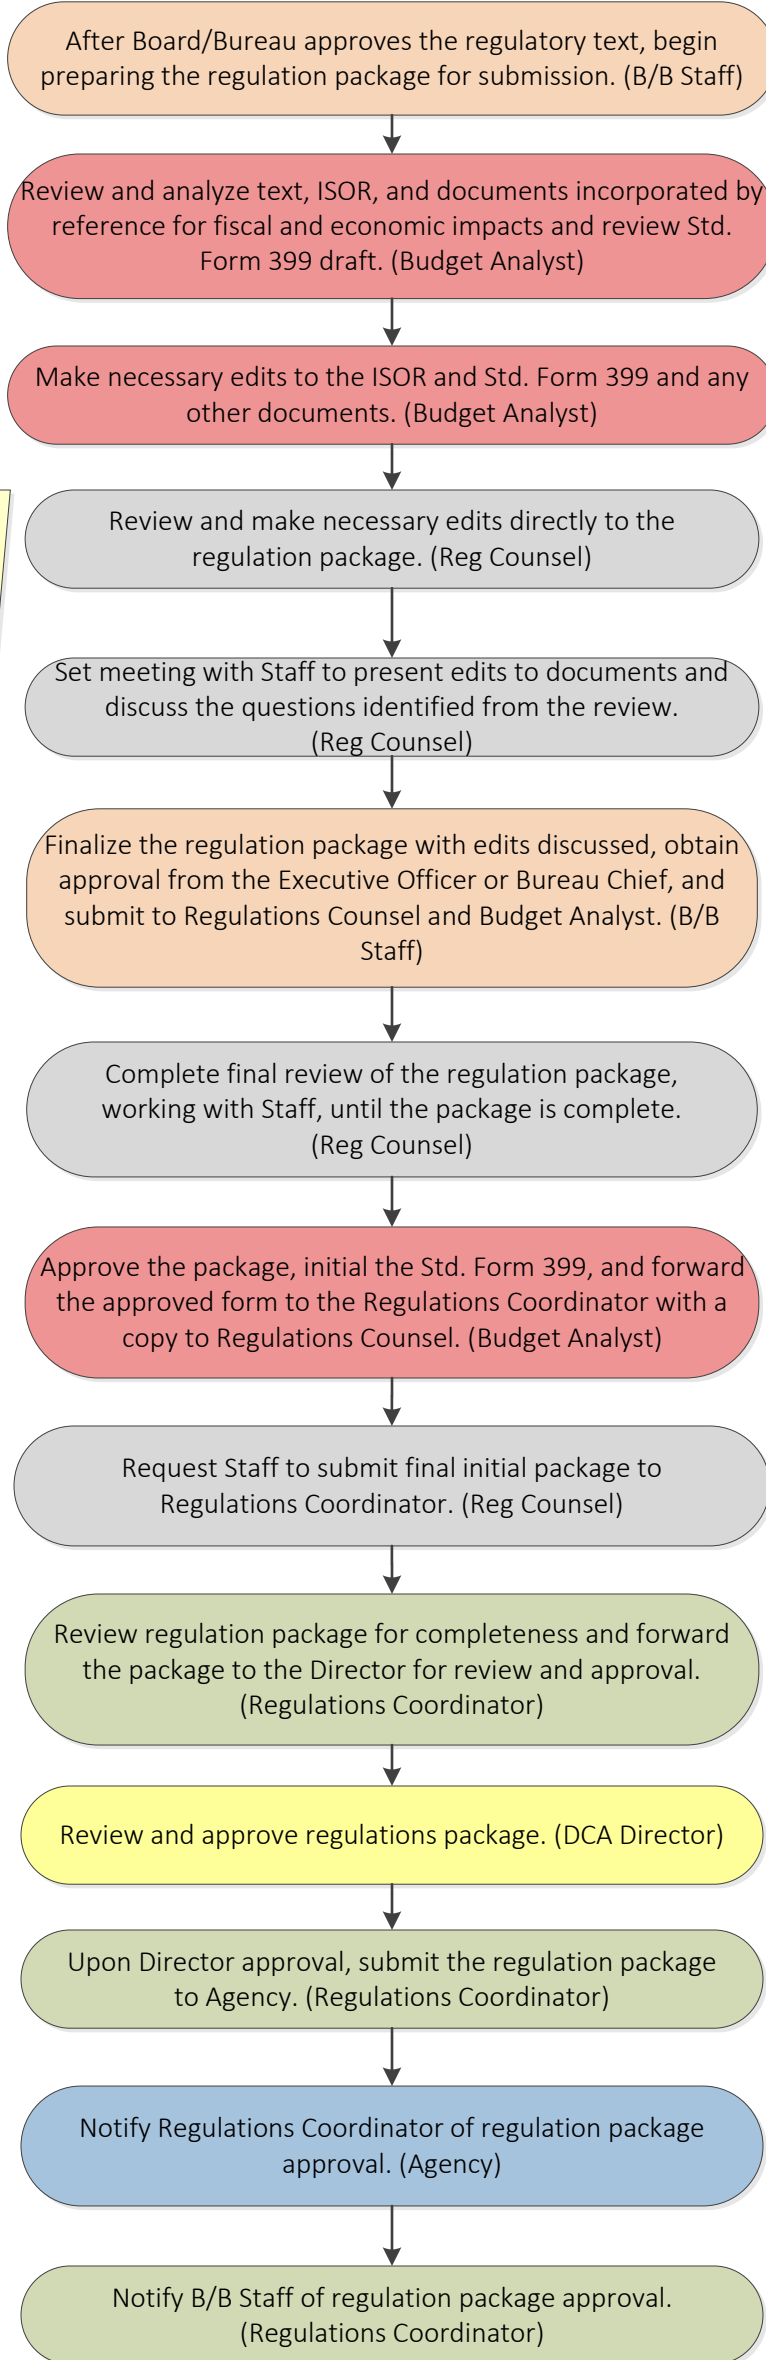 After Board/Bureau approves the regulatory text, begin
preparing the regulation package for submission. (B/B Staff)
Review and analyze text, ISOR, and documents incorporated by
reference for fiscal and economic impacts and review Std.
Form 399 draft. (Budget Analyst)
Make necessary edits to the ISOR and Std. Form 399 and any
other documents. (Budget Analyst)
Review and make necessary edits directly to the
regulation package. (Reg Counsel)
Set meeting with Staff to present edits to documents and
discuss the questions identified from the review.
(Reg Counsel)
Finalize the regulation package with edits discussed, obtain
approval from the Executive Officer or Bureau Chief, and
submit to Regulations Counsel and Budget Analyst. (B/B
Staff)
Complete final review of the regulation package,
working with Staff, until the package is complete.
(Reg Counsel)
Approve the package, initial the Std. Form 399, and forward
the approved form to the Regulations Coordinator with a
copy to Regulations Counsel. (Budget Analyst)
Request Staff to submit final initial package to
Regulations Coordinator. (Reg Counsel)
Review regulation package for completeness and forward
the package to the Director for review and approval.
(Regulations Coordinator)
Review and approve regulations package. (DCA Director)
Upon Director approval, submit the regulation package
to Agency. (Regulations Coordinator)
Notify Regulations Coordinator of regulation package
approval. (Agency)
Notify B/B Staff of regulation package approval.
(Regulations Coordinator)